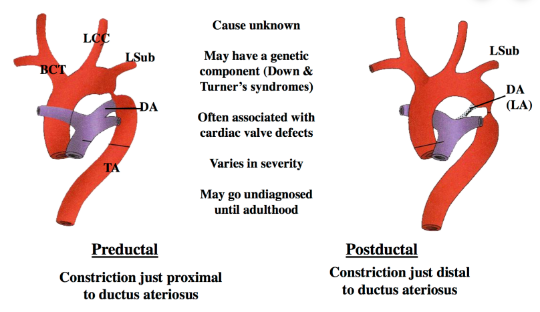 LCC
LSub
BCT
DA
TA
Cause unknown
May have a genetic
component (Down &
Turner's syndromes)
Often associated with
cardiac valve defects
Varies in severity
May go undiagnosed
until adulthood
LSub
DA
(LA)
Preductal
Constriction just proximal
to ductus ateriosus
Postductal
Constriction just distal
to ductus ateriosus